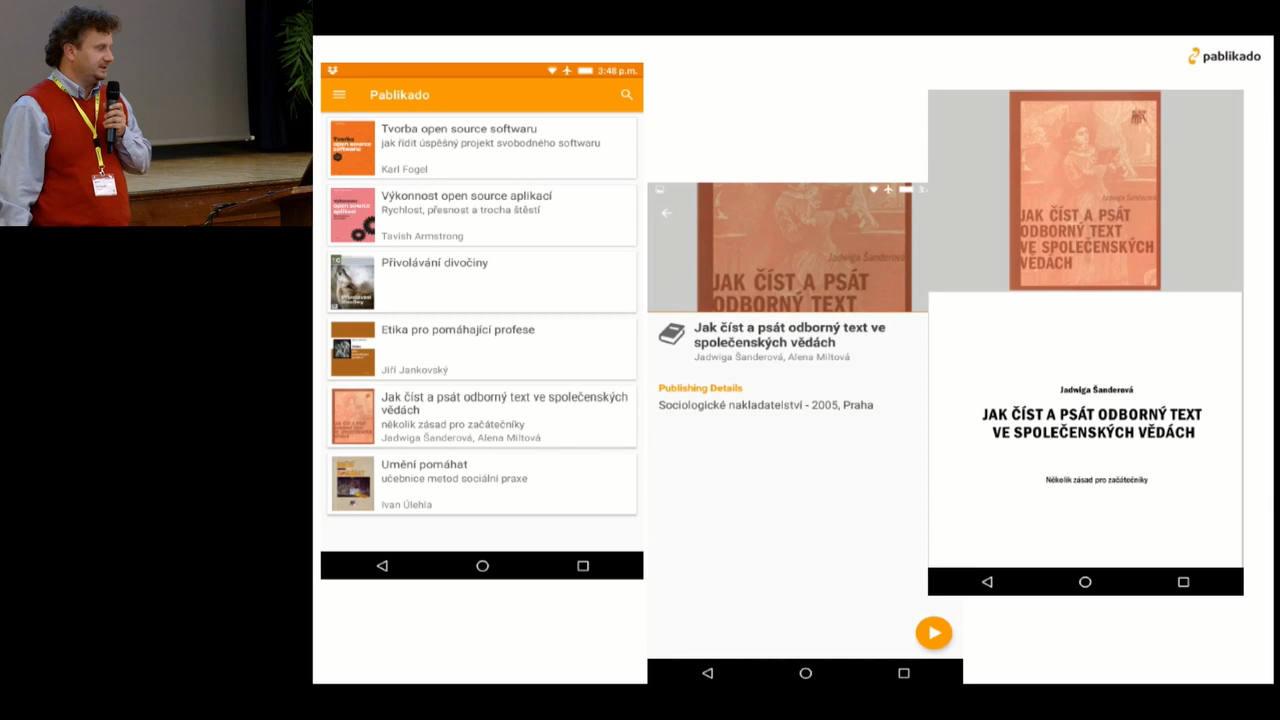 pablikado
3:48 p.m.
Pablikado
Tvorba open source softwaru
jak řídit úspěšný projekt svobodného softwaru
Karl Fogel
Výkonnost open source aplikací
Rychlost, přesnost a trocha štěstí
Tavish Armstrong
Přivolávání divočiny
Etika pro pomáhající profese
Jiří Jankovský
Jak číst a psát odborný text ve společenských
vědách
několik zásad pro začátečníky
Jadwiga Šanderová, Alena Miltová
Umění pomáhat
učebnice metod sociální praxe
Ivan Úlehla
Jadwiga Šanderová
JAK ČÍST A PSÁT
ODBORNÝ TEXT
Jak číst a psát odborný text ve
společenských vědách
Jadwiga Šanderová, Alena Miltová
Publishing Details
Sociologické nakladatelství - 2005, Praha
Jadwiga Šanderová
JAK ČÍST A PSÁT
ODBORNÝ TEXT
VE SPOLEČENSKÝCH
VĚDÁCH
Jadwiga Šanderová
JAK ČÍST A PSÁT ODBORNÝ TEXT
VE SPOLEČENSKÝCH VĚDÁCH
Několik zásad pro začátečníky